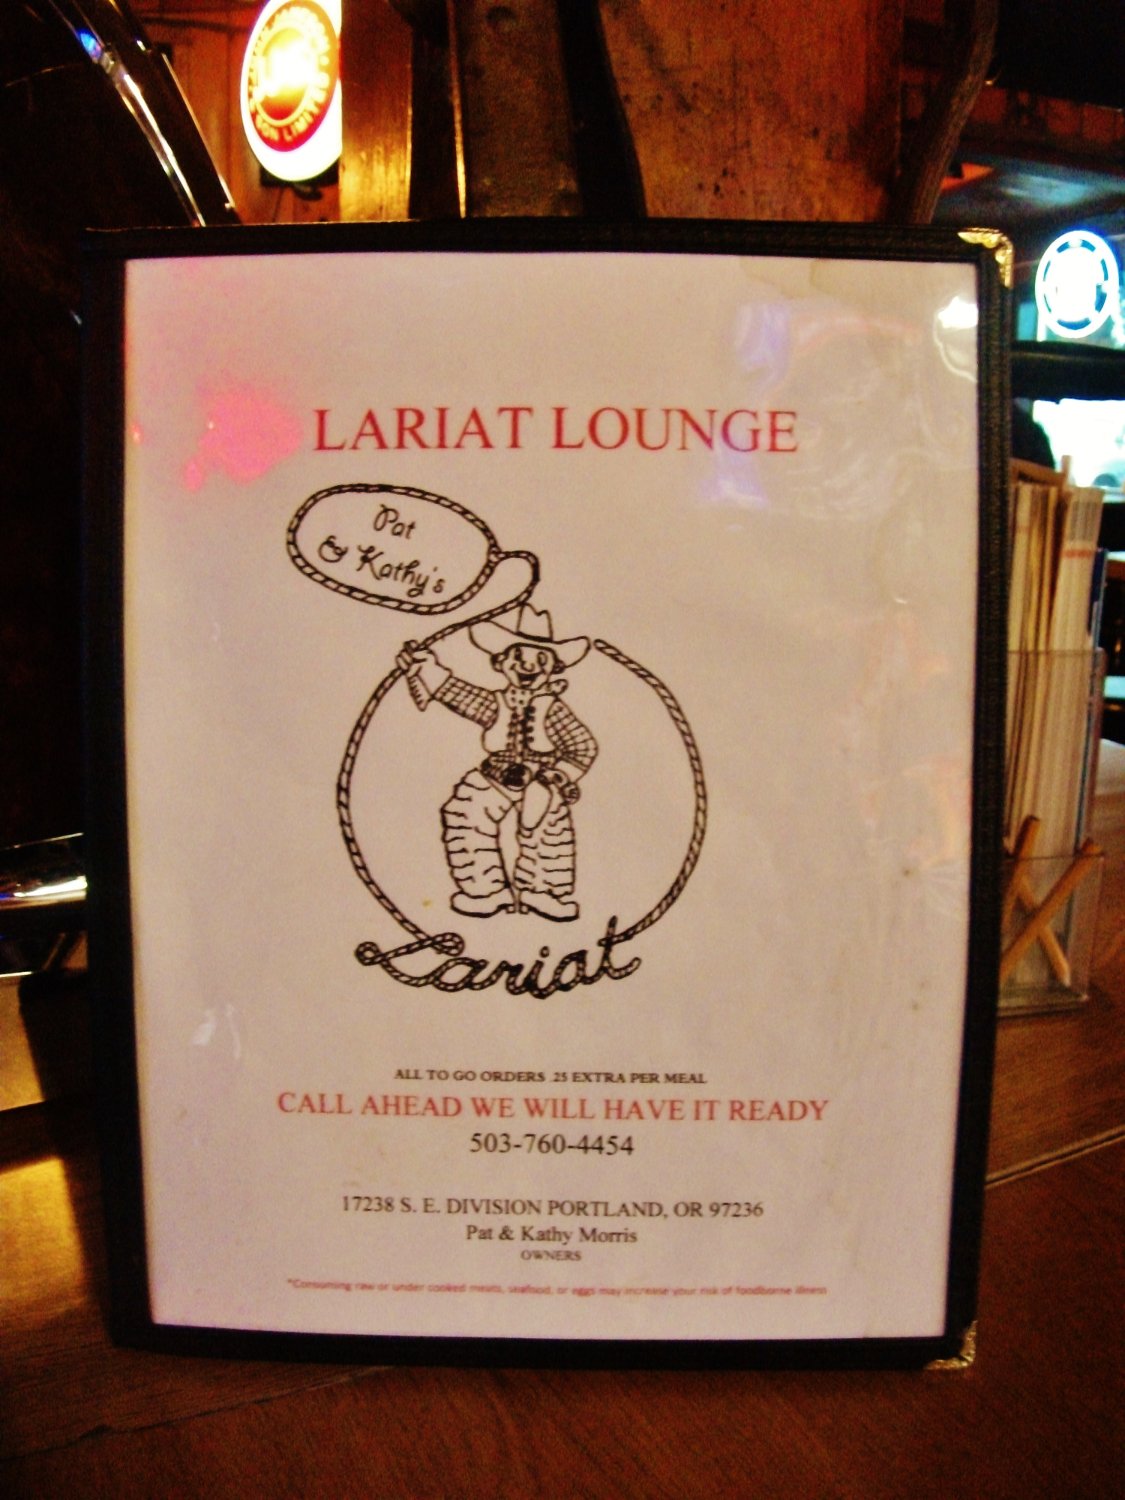 LARIAT LOUNGE
Pat
& Kathy's
Lariat
ALL TO GO ORDERS .25 EXTRA PER MEAL
CALL AHEAD WE WILL HAVE IT READY
503-760-4454
17238 S. E. DIVISION PORTLAND, OR 97236
Pat & Kathy Morris
OWNERS
*Consuming raw or under cooked meats, seafood, or eggs may increase your risk of foodborne illness